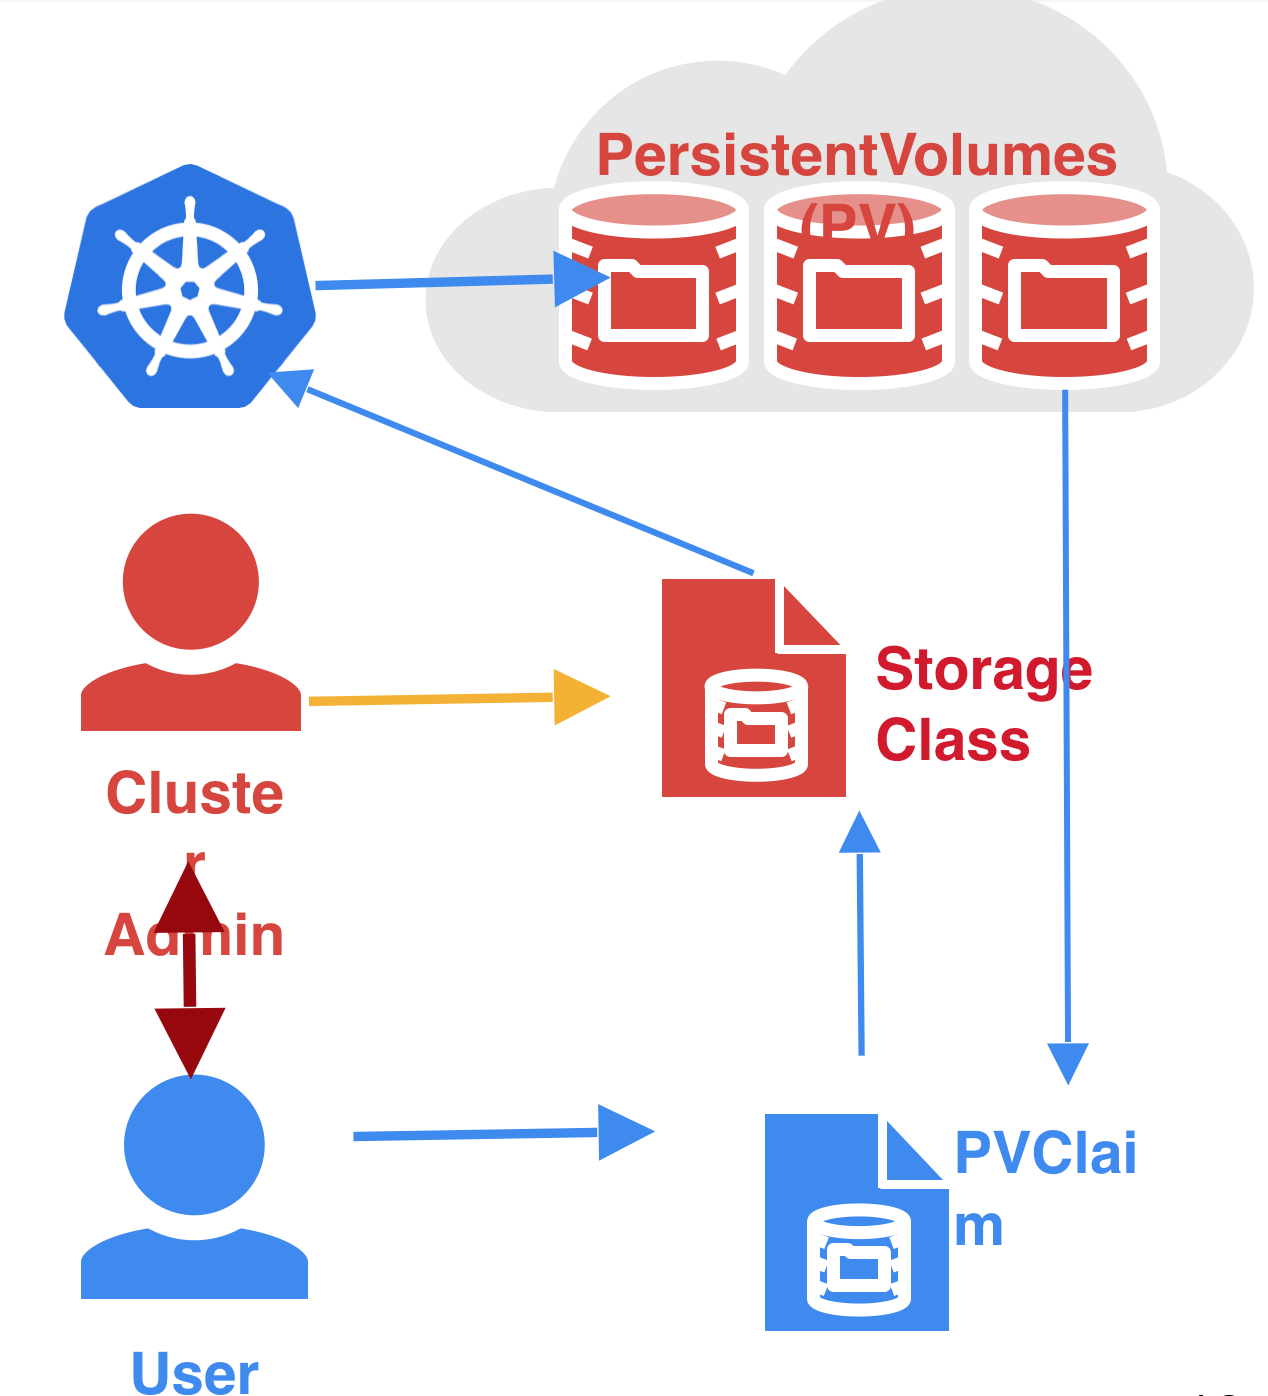 PersistentVolumes
(PV)
Storage
Class
Cluste
r
Admin
PVClai
m
User